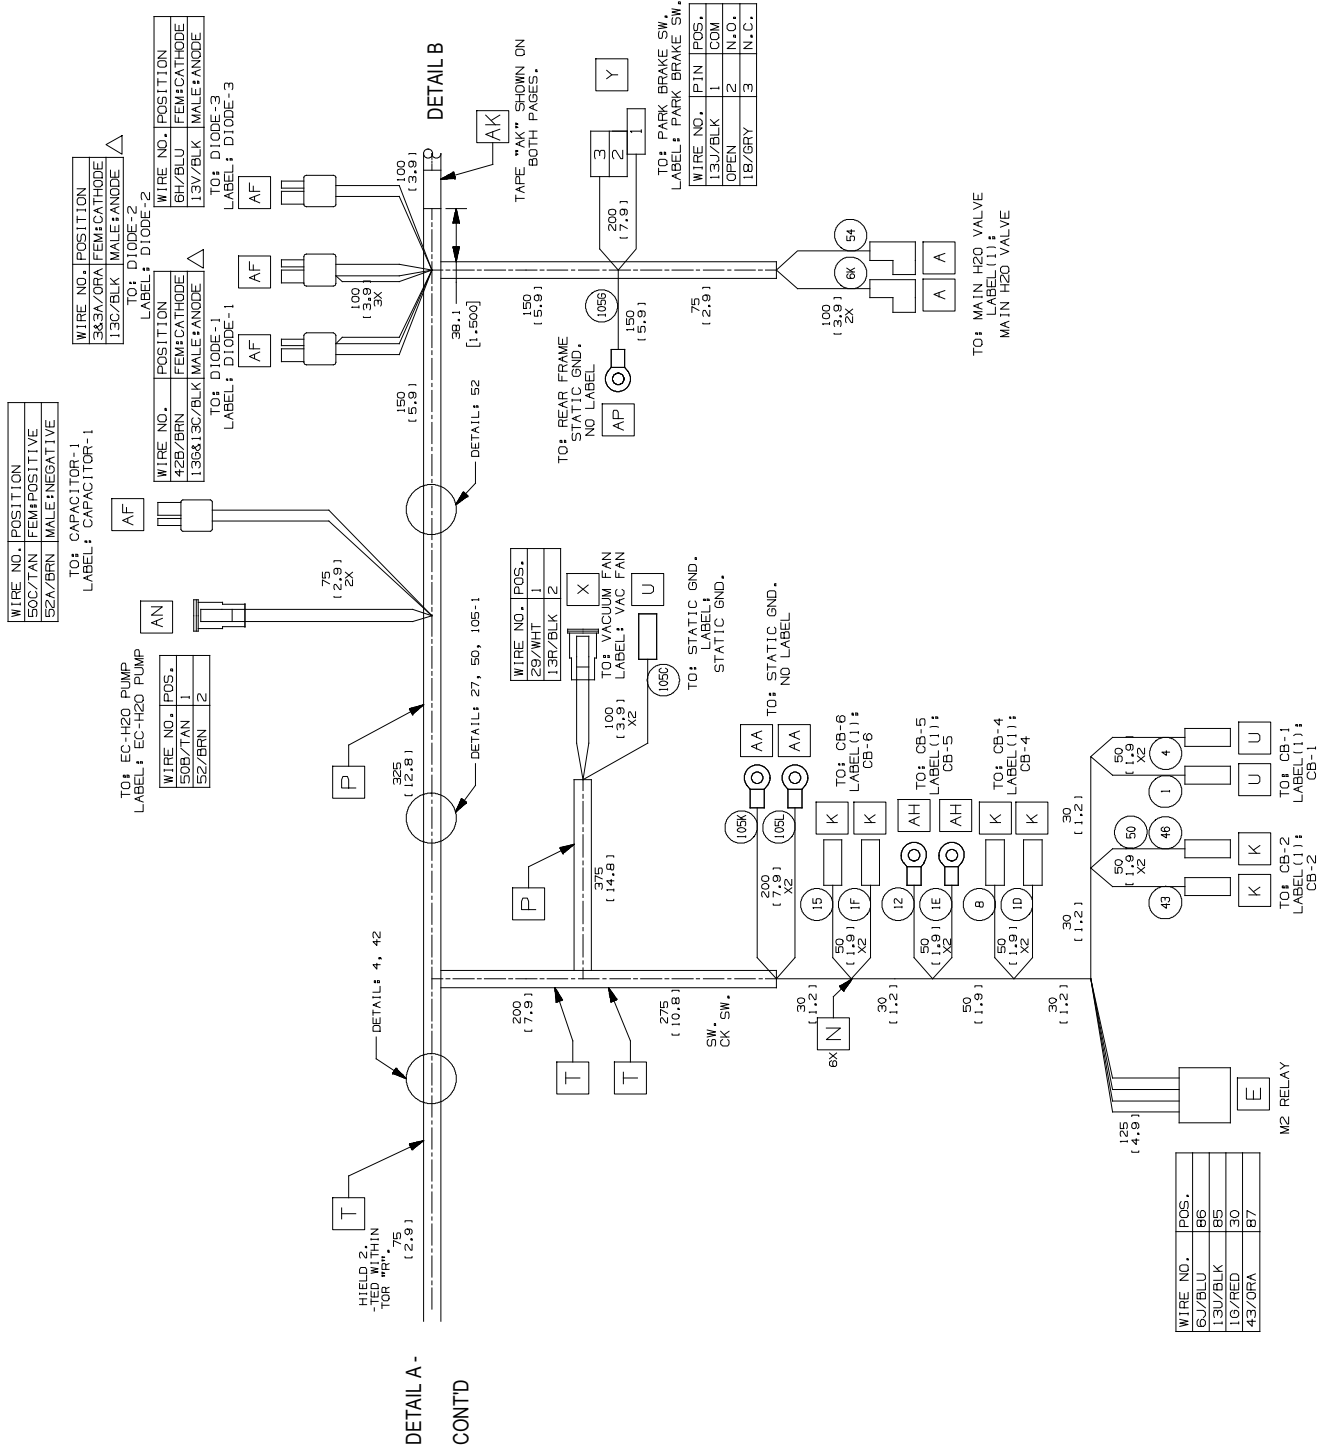 DETAIL A -
CONT'D
HIELD 2.
-TED WITHIN
TOR "R".
T
75
[2.9]
DETAIL: 4, 42
P
325
[12.8]
DETAIL: 27, 50, 105-1
TO: EC-H2O PUMP
LABEL: EC-H2O PUMP
WIRE NO. POS.
50B/TAN 1
52/BRN 2
AN
WIRE NO. POSITION
50C/TAN FEM:POSITIVE
52A/BRN MALE:NEGATIVE
TO: CAPACITOR-1
LABEL: CAPACITOR-1
AF
75
[2.9]
2X
DETAIL: 52
150
[5.9]
WIRE NO. POSITION
42B/BRN FEM:CATHODE
13G&13C/BLK MALE:ANODE
TO: DIODE-1
LABEL: DIODE-1
AF
WIRE NO. POSITION
3&3A/ORA FEM:CATHODE
13C/BLK MALE:ANODE
TO: DIODE-2
LABEL: DIODE-2
AF
100
[3.9]
3X
WIRE NO. POSITION
6H/BLU FEM:CATHODE
13V/BLK MALE:ANODE
TO: DIODE-3
LABEL: DIODE-3
AF
100
[3.9]
DETAIL B
AK
TAPE "AK" SHOWN ON
BOTH PAGES.
38.1
[1.500]
150
[5.9]
105G
150
[5.9]
TO: REAR FRAME
STATIC GND.
NO LABEL
AP
200
[7.9]
3
2
1
Y
TO: PARK BRAKE SW.
LABEL: PARK BRAKE SW.
WIRE NO. PIN POS.
13J/BLK 1 COM
OPEN 2 N.O.
18/GRY 3 N.C.
75
[2.9]
100
[3.9]
2X
6K
54
A
A
TO: MAIN H2O VALVE
LABEL(1):
MAIN H2O VALVE
200
[7.9]
T
T
275
[10.8]
SW.
CK SW.
P
375
[14.8]
WIRE NO. POS.
29/WHT 1
13R/BLK 2
X
TO: VACUUM FAN
LABEL: VAC FAN
100
[3.9]
X2
U
105C
TO: STATIC GND.
LABEL:
STATIC GND.
200
[7.9]
X2
105K
105L
AA
AA
TO: STATIC GND.
NO LABEL
30
[1.2]
6X
N
50
[1.9]
X2
15
1F
K
K
TO: CB-6
LABEL(1):
CB-6
30
[1.2]
50
[1.9]
X2
12
1E
AH
AH
TO: CB-5
LABEL(1):
CB-5
50
[1.9]
50
[1.9]
X2
8
1D
K
K
TO: CB-4
LABEL(1):
CB-4
30
[1.2]
30
[1.2]
50
[1.9
X2
43
50
46
K
K
TO: CB-2
LABEL(1):
CB-2
30
[1.2]
50
[1.9]
X2
1
4
U
U
TO: CB-1
LABEL(1):
CB-1
125
[4.9]
E
M2 RELAY
WIRE NO. POS.
6J/BLU 86
13U/BLK 85
1G/RED 30
43/ORA 87